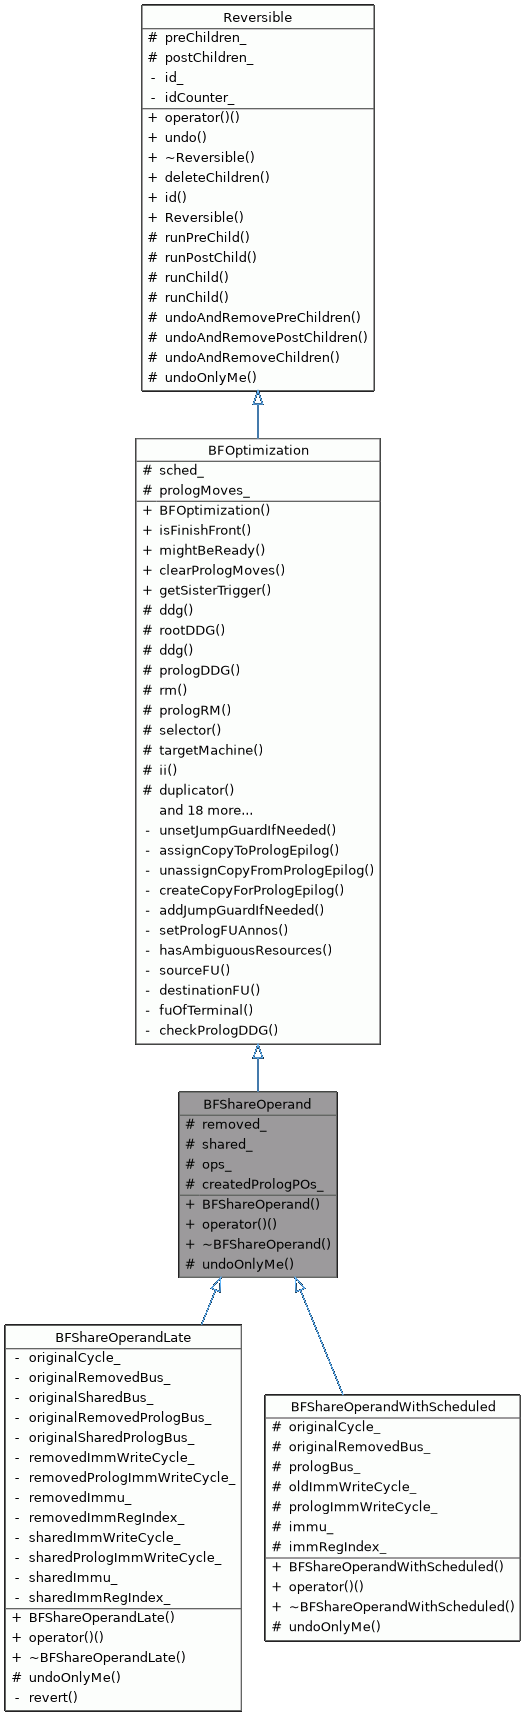 Reversible
# preChildren_
# postChildren_
- id_
- idCounter_
+ operator()()
+ undo()
+ ~Reversible()
+ deleteChildren()
+ id()
+ Reversible()
# runPreChild()
# runPostChild()
# runChild()
# runChild()
# undoAndRemovePreChildren()
# undoAndRemovePostChildren()
# undoAndRemoveChildren()
# undoOnlyMe()
BFOptimization
# sched_
# prologMoves_
+ BFOptimization()
+ isFinishFront()
+ mightBeReady()
+ clearPrologMoves()
+ getSisterTrigger()
# ddg()
# rootDDG()
# ddg()
# prologDDG()
# rm()
# prologRM()
# selector()
# targetMachine()
# ii()
# duplicator()
and 18 more...
- unsetJumpGuardIfNeeded()
- assignCopyToPrologEpilog()
- unassignCopyFromPrologEpilog()
- createCopyForPrologEpilog()
- addJumpGuardIfNeeded()
- setPrologFUAnnos()
- hasAmbiguousResources()
- sourceFU()
- destinationFU()
- fuOfTerminal()
- checkPrologDDG()
BFShareOperand
# removed_
# shared_
# ops_
# createdPrologPOs_
+ BFShareOperand()
+ operator()()
+ ~BFShareOperand()
# undoOnlyMe()
BFShareOperandLate
- originalCycle_
- originalRemovedBus_
- originalSharedBus_
- originalRemovedPrologBus_
- originalSharedPrologBus_
- removedImmWriteCycle_
- removedPrologImmWriteCycle_
- removedImmu_
- removedImmRegIndex_
- sharedImmWriteCycle_
- sharedPrologImmWriteCycle_
- sharedImmu_
- sharedImmRegIndex_
+ BFShareOperandLate()
+ operator()()
+ ~BFShareOperandLate()
# undoOnlyMe()
- revert()
BFShareOperandWithScheduled
# originalCycle_
# originalRemovedBus_
# prologBus_
# oldImmWriteCycle_
# prologImmWriteCycle_
# immu_
# immRegIndex_
+ BFShareOperandWithScheduled()
+ operator()()
+ ~BFShareOperandWithScheduled()
# undoOnlyMe()